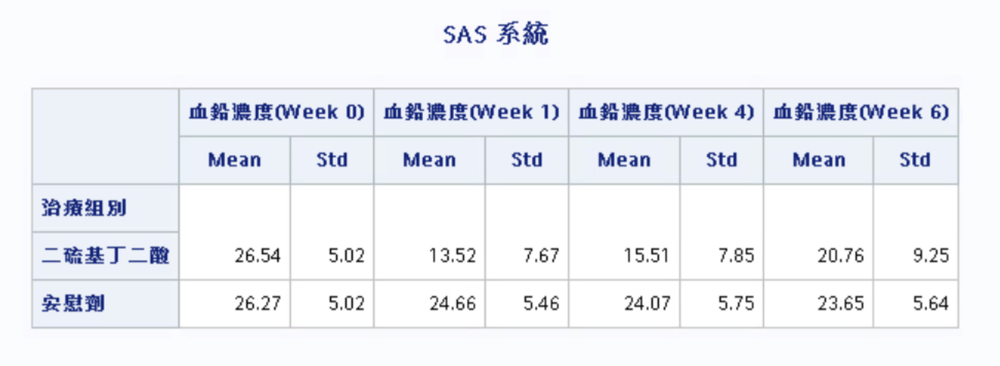 SAS 系統
血鉛濃度(Week 0) 血鉛濃度(Week 1) 血鉛濃度(Week 4) 血鉛濃度(Week 6)
Mean Std Mean Std Mean Std Mean Std
治療組別
二硫基丁二酸 26.54 5.02 13.52 7.67 15.51 7.85 20.76 9.25
安慰劑 26.27 5.02 24.66 5.46 24.07 5.75 23.65 5.64